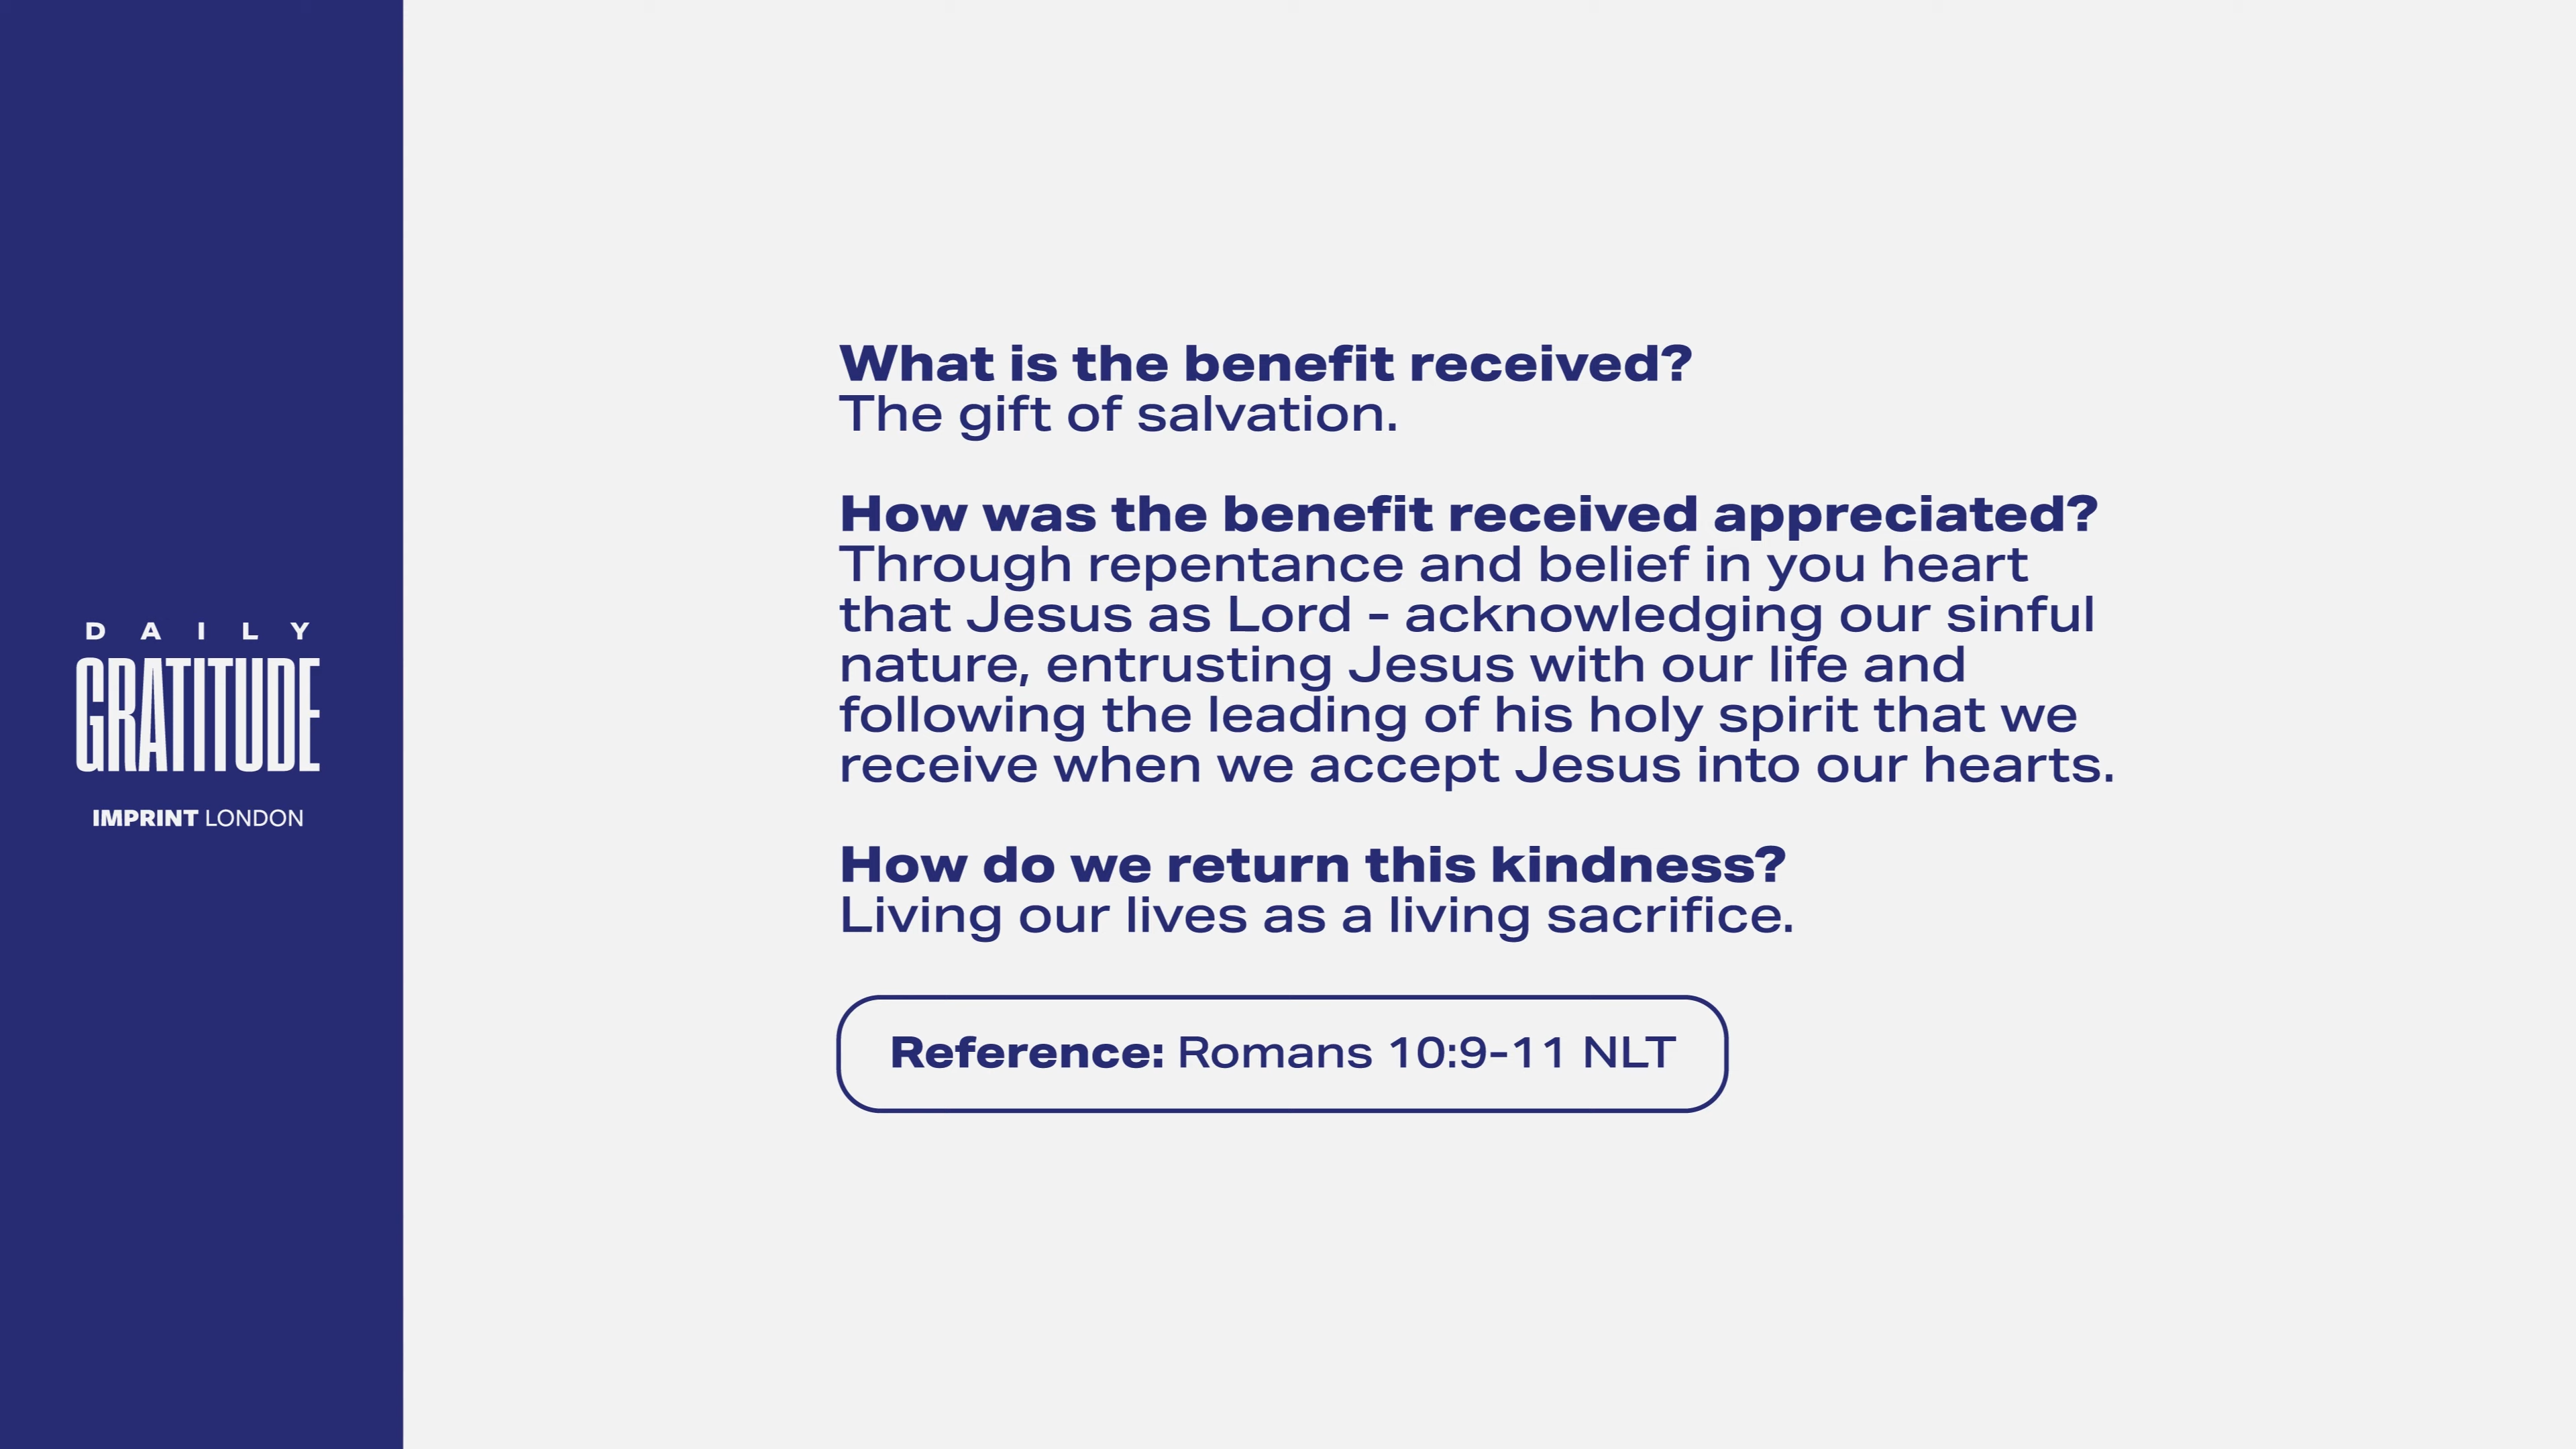 DAILY
GRATITUDE
IMPRINT LONDON
What is the benefit received?
The gift of salvation.
How was the benefit received appreciated?
Through repentance and belief in you heart
that Jesus as Lord - acknowledging our sinful
nature, entrusting Jesus with our life and
following the leading of his holy spirit that we
receive when we accept Jesus into our hearts.
How do we return this kindness?
Living our lives as a living sacrifice.
Reference: Romans 10:9-11 NLT